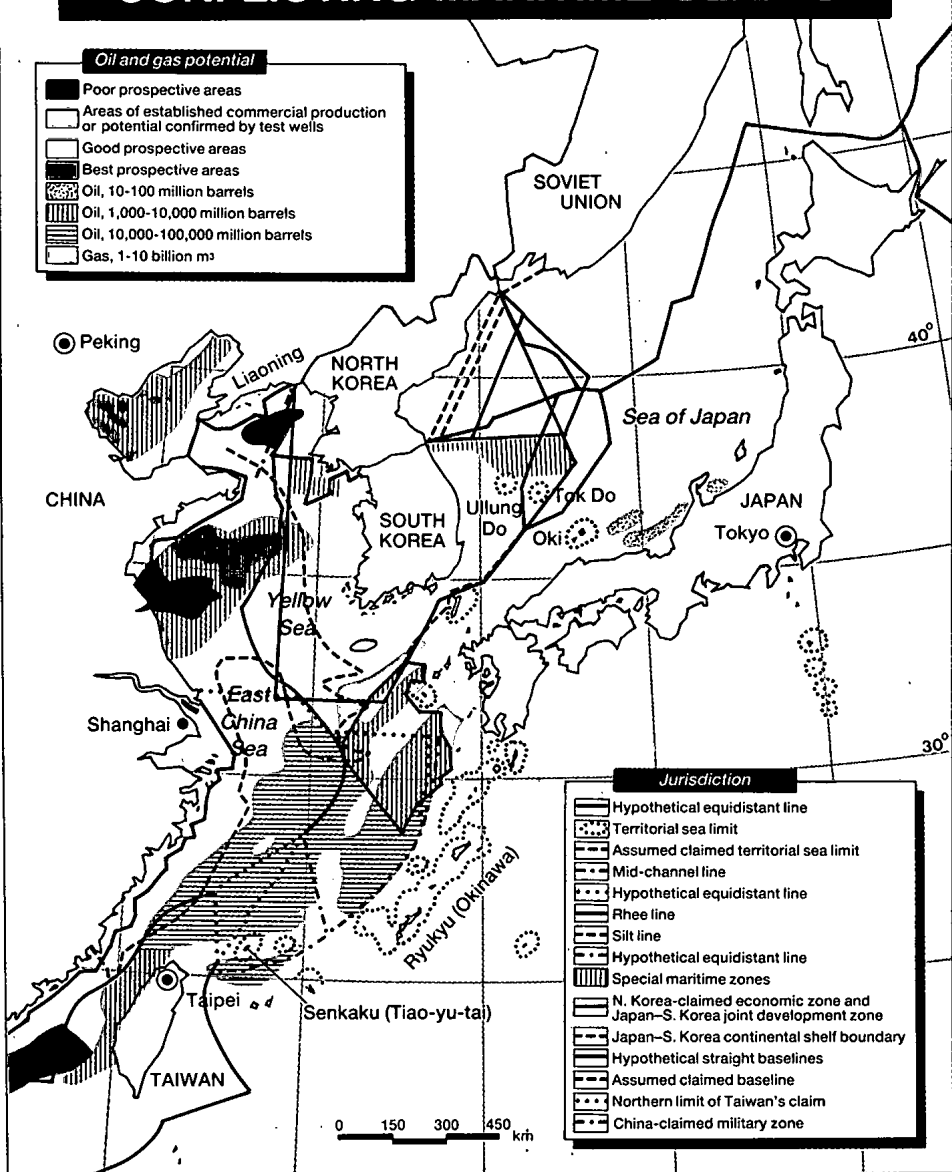 Oil and gas potential
Poor prospective areas
Areas of established commercial production
or potential confirmed by test wells
Good prospective areas
Best prospective areas
Oil, 10-100 million barrels
Oil, 1,000-10,000 million barrels
Oil, 10,000-100,000 million barrels
Gas, 1-10 billion m3
SOVIET
UNION
Peking
Liaoning
NORTH
KOREA
40°
Sea of Japan
CHINA
Ullung
Do
Tok Do
JAPAN
SOUTH
KOREA
Oki
Tokyo
Yellow
Sea
East
China
Sea
Shanghai
30°
Ryukyu (Okinawa)
Taipei
Senkaku (Tiao-yu-tai)
TAIWAN
0 150 300 450
km
Jurisdiction
Hypothetical equidistant line
Territorial sea limit
Assumed claimed territorial sea limit
Mid-channel line
Hypothetical equidistant line
Rhee line
Silt line
Hypothetical equidistant line
Special maritime zones
N. Korea-claimed economic zone and
Japan–S. Korea joint development zone
Japan–S. Korea continental shelf boundary
Hypothetical straight baselines
Assumed claimed baseline
Northern limit of Taiwan's claim
China-claimed military zone